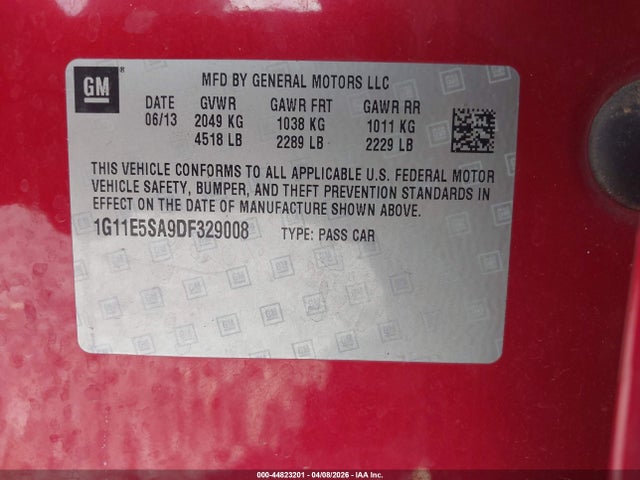 GM ®
MFD BY GENERAL MOTORS LLC
DATE GVWR GAWR FRT GAWR RR
06/13 2049 KG 1038 KG 1011 KG
4518 LB 2289 LB 2229 LB
THIS VEHICLE CONFORMS TO ALL APPLICABLE U.S. FEDERAL MOTOR
VEHICLE SAFETY, BUMPER, AND THEFT PREVENTION STANDARDS IN
EFFECT ON THE DATE OF MANUFACTURE SHOWN ABOVE.
1G11E5SA9DF329008 TYPE: PASS CAR
000-44823201 - 04/08/2026 - IAA Inc.